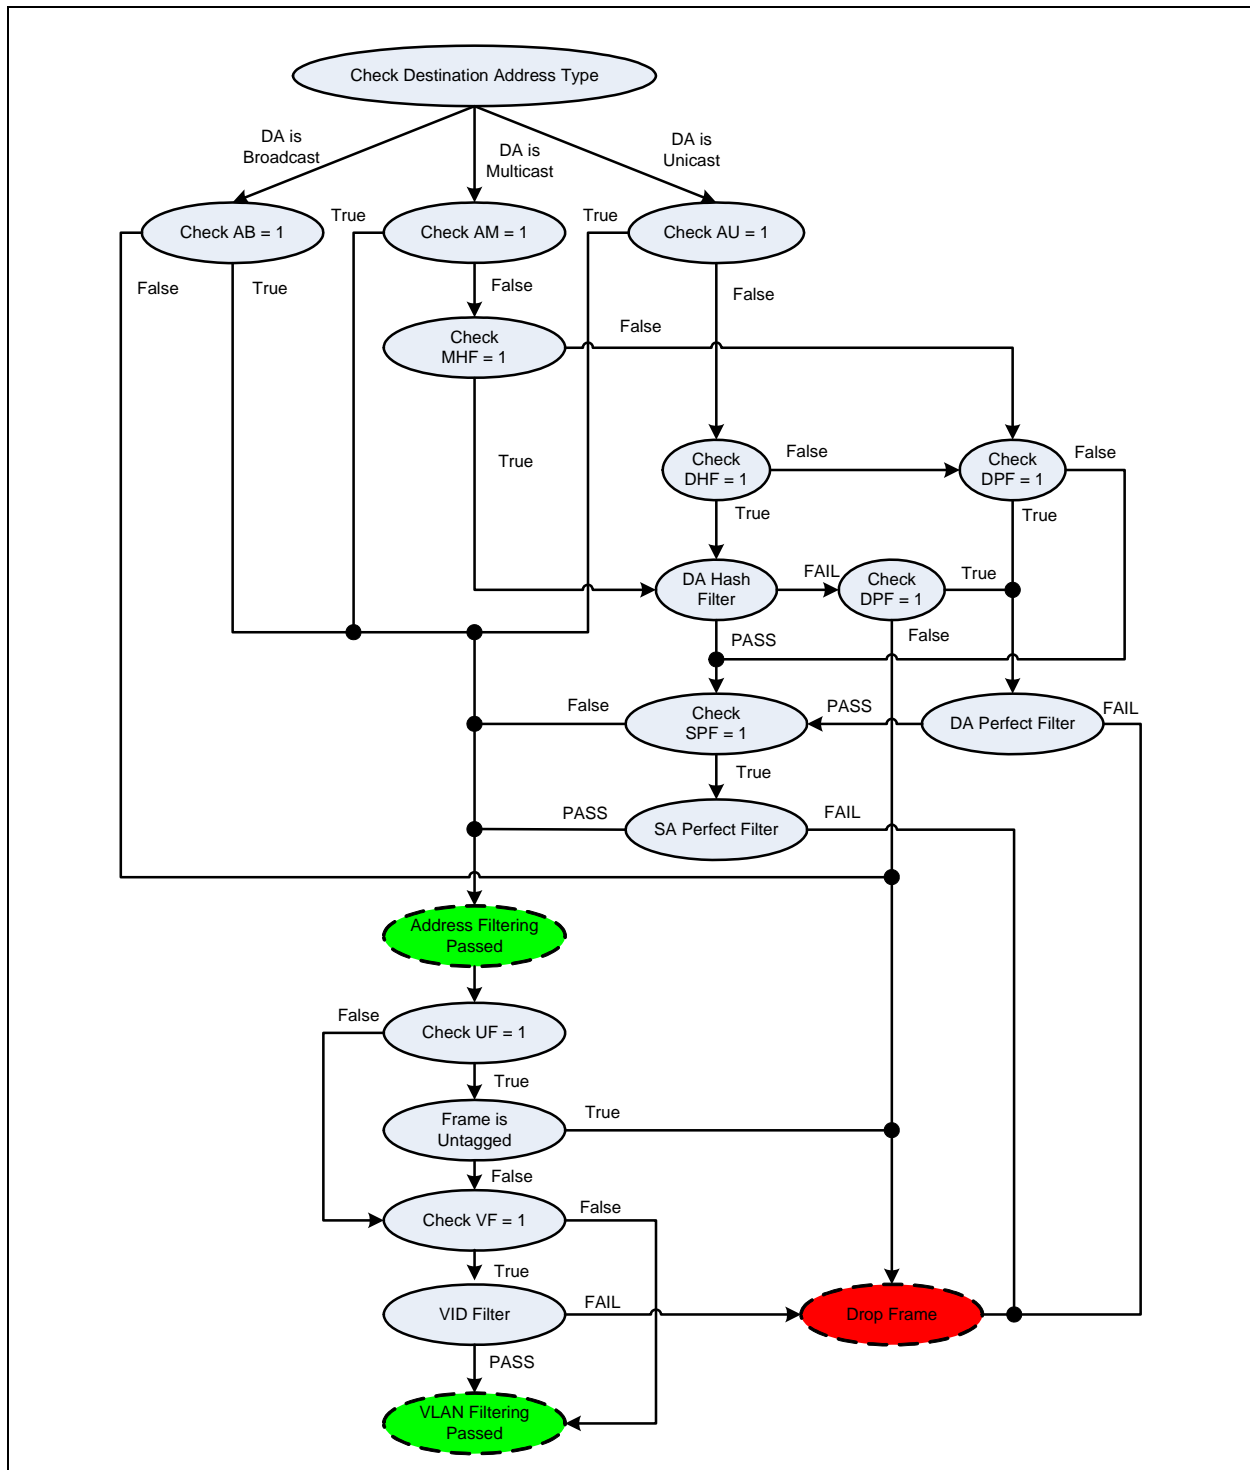 Check Destination Address Type
DA is
Broadcast
DA is
Multicast
DA is
Unicast
Check AB = 1
True
Check AM = 1
True
Check AU = 1
False
True
False
False
Check
MHF = 1
False
True
Check
DHF = 1
False
Check
DPF = 1
False
True
True
DA Hash
Filter
FAIL
Check
DPF = 1
True
PASS
False
False
Check
SPF = 1
PASS
DA Perfect Filter
FAIL
True
PASS
SA Perfect Filter
FAIL
Address Filtering
Passed
False
Check UF = 1
True
Frame is
Untagged
True
False
Check VF = 1
False
True
VID Filter
FAIL
Drop Frame
PASS
VLAN Filtering
Passed